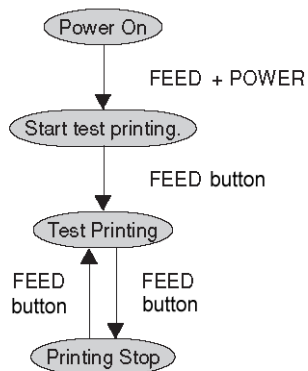 Power On
FEED + POWER
Start test printing.
FEED button
Test Printing
FEED
button
FEED
button
Printing Stop